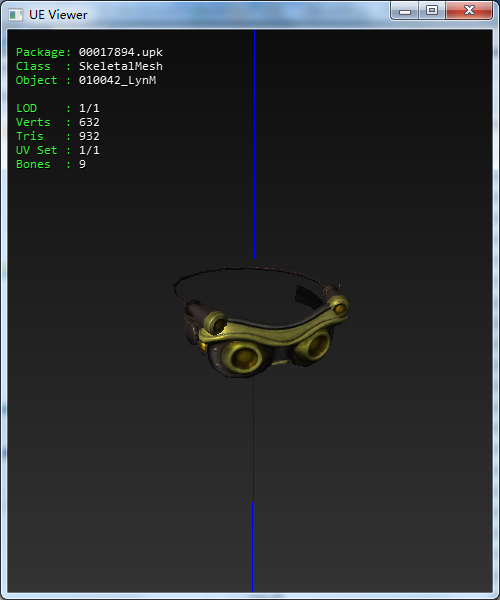 UE Viewer
Package: 00017894.upk
Class  : SkeletalMesh
Object : 010042_LynM
LOD    : 1/1
Verts  : 632
Tris   : 932
UV Set : 1/1
Bones  : 9